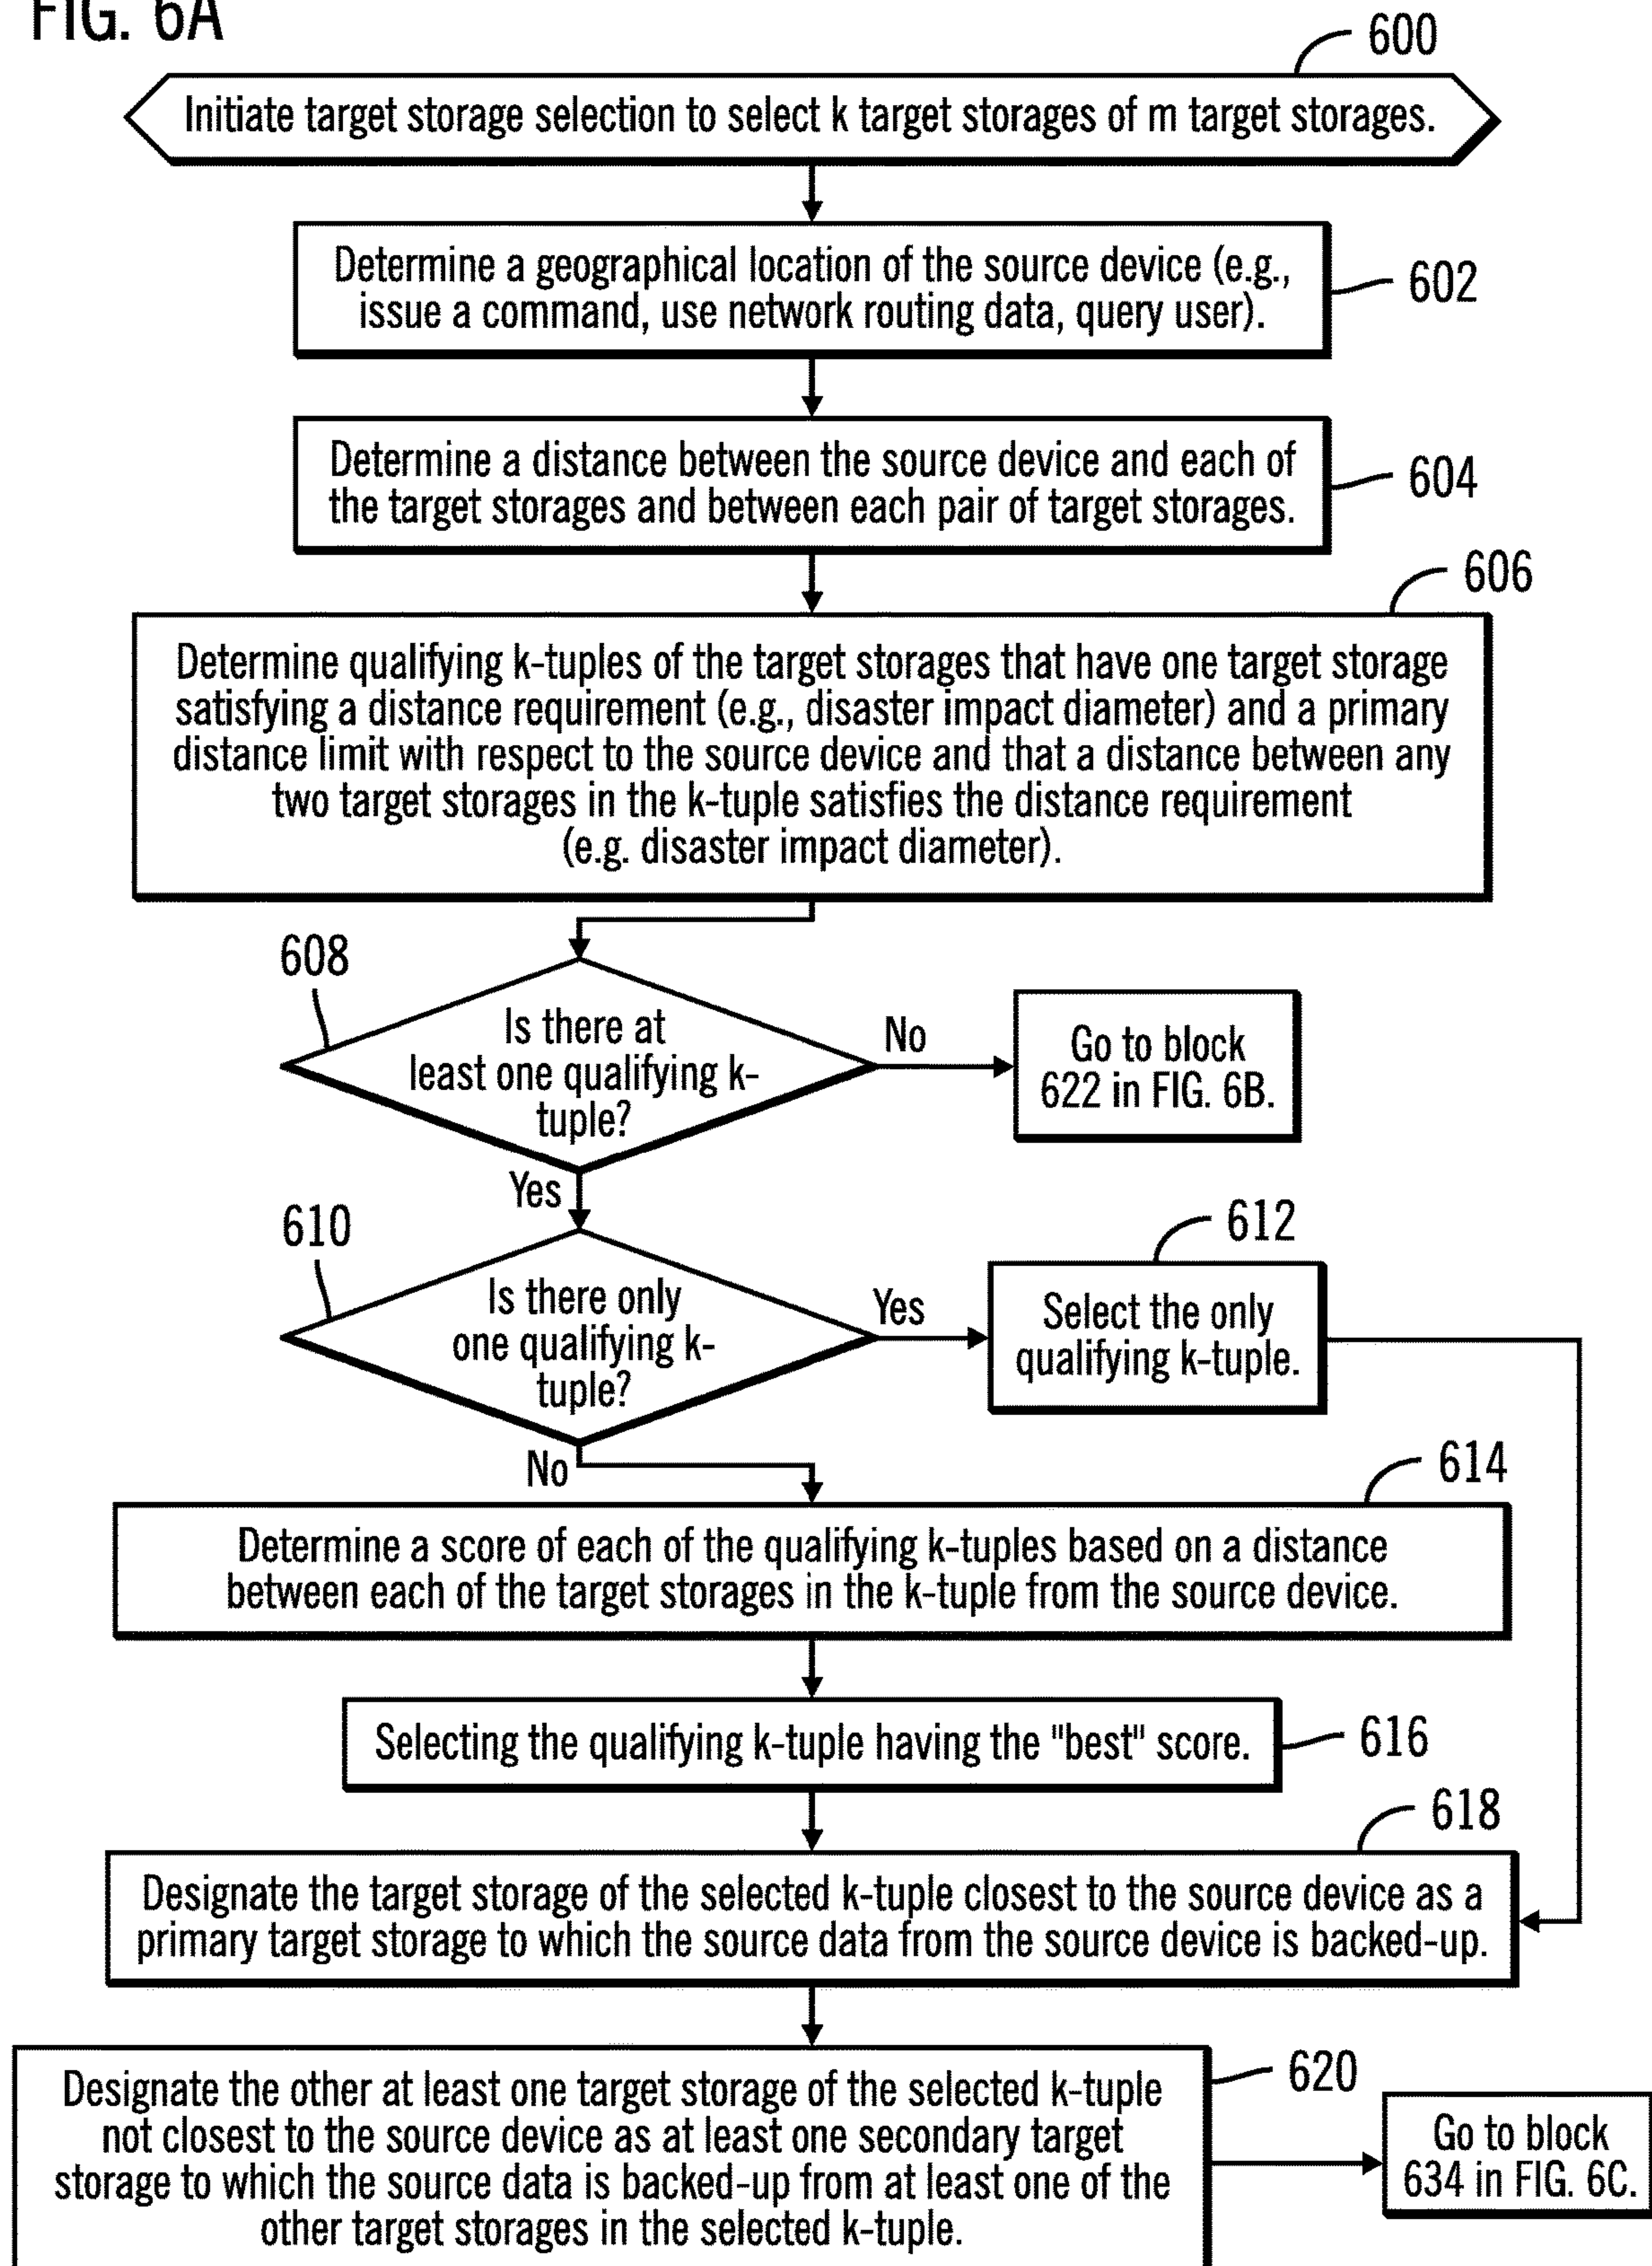 FIG. 6A
600
Initiate target storage selection to select k target storages of m target storages.
Determine a geographical location of the source device (e.g.,
issue a command, use network routing data, query user).
602
Determine a distance between the source device and each of
the target storages and between each pair of target storages.
604
606
Determine qualifying k-tuples of the target storages that have one target storage
satisfying a distance requirement (e.g., disaster impact diameter) and a primary
distance limit with respect to the source device and that a distance between any
two target storages in the k-tuple satisfies the distance requirement
(e.g. disaster impact diameter).
608
Is there at
least one qualifying k-
tuple?
No
Go to block
622 in FIG. 6B.
Yes
610
Is there only
one qualifying k-
tuple?
Yes
612
Select the only
qualifying k-tuple.
No
614
Determine a score of each of the qualifying k-tuples based on a distance
between each of the target storages in the k-tuple from the source device.
Selecting the qualifying k-tuple having the "best" score.
616
618
Designate the target storage of the selected k-tuple closest to the source device as a
primary target storage to which the source data from the source device is backed-up.
Designate the other at least one target storage of the selected k-tuple
not closest to the source device as at least one secondary target
storage to which the source data is backed-up from at least one of the
other target storages in the selected k-tuple.
620
Go to block
634 in FIG. 6C.